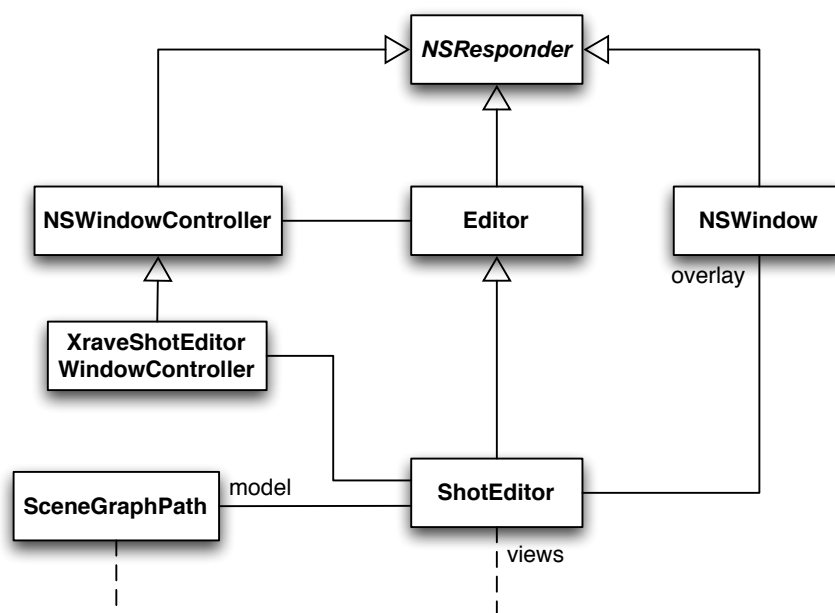 NSResponder
NSWindowController
Editor
NSWindow
overlay
XraveShotEditor
WindowController
SceneGraphPath
model
ShotEditor
views